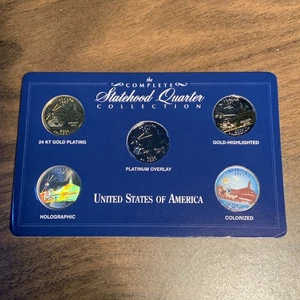 the
COMPLETE
Statehood Quarter
COLLECTION
24 KT GOLD PLATING
PLATINUM OVERLAY
GOLD-HIGHLIGHTED
HOLOGRAPHIC
UNITED STATES OF AMERICA
COLORIZED